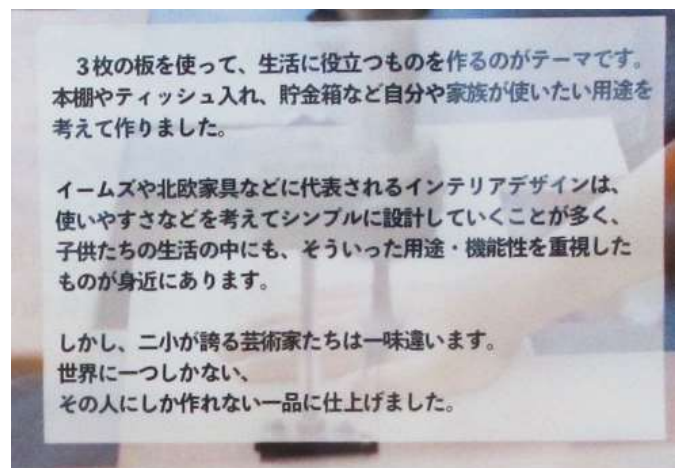 ３枚の板を使って、生活に役立つものを作るのがテーマです。
本棚やティッシュ入れ、貯金箱など自分や家族が使いたい用途を
考えて作りました。
イームズや北欧家具などに代表されるインテリアデザインは、
使いやすさなどを考えてシンプルに設計していくことが多く、
子供たちの生活の中にも、そういった用途・機能性を重視した
ものが身近にあります。
しかし、二小が誇る芸術家たちは一味違います。
世界に一つしかない、
その人にしか作れない一品に仕上げました。